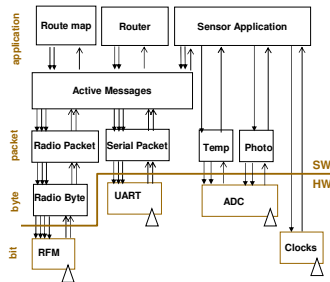 application
Route map
Router
Sensor Application
Active Messages
packet
Radio Packet
Serial Packet
Temp
Photo
SW
HW
byte
Radio Byte
UART
ADC
bit
RFM
Clocks